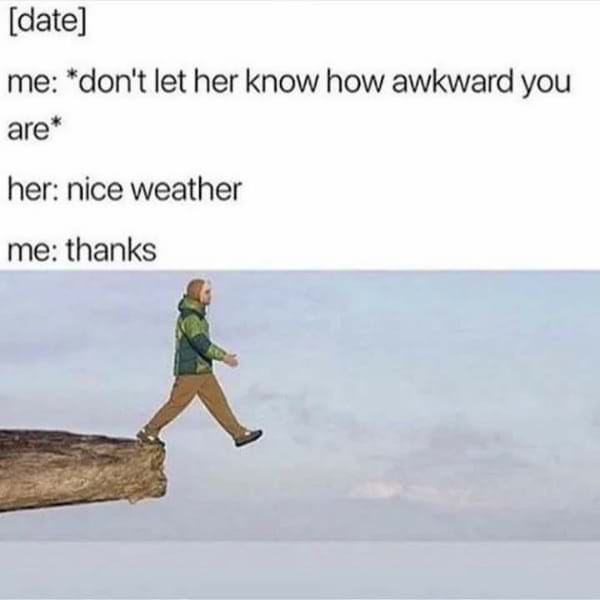 [date]
me: *don't let her know how awkward you
are*
her: nice weather
me: thanks